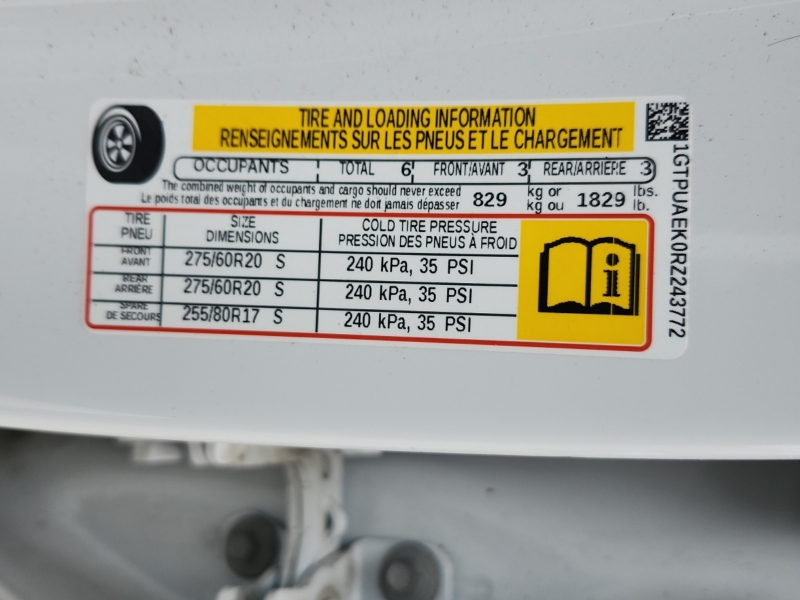 TIRE AND LOADING INFORMATION
RENSEIGNEMENTS SUR LES PNEUS ET LE CHARGEMENT
OCCUPANTS TOTAL 6 FRONT/AVANT 3 REAR/ARRIÈRE 3
The combined weight of occupants and cargo should never exceed 829 kg or 1829 lbs.
Le poids total des occupants et du chargement ne doit jamais dépasser kg ou lb.
TIRE SIZE COLD TIRE PRESSURE
PNEU DIMENSIONS PRESSION DES PNEUS À FROID
FRONT
AVANT 275/60R20 S 240 kPa, 35 PSI
REAR
ARRIÈRE 275/60R20 S 240 kPa, 35 PSI
SPARE
DE SECOURS 255/80R17 S 240 kPa, 35 PSI
i
1GTPUAEK0RZ243772